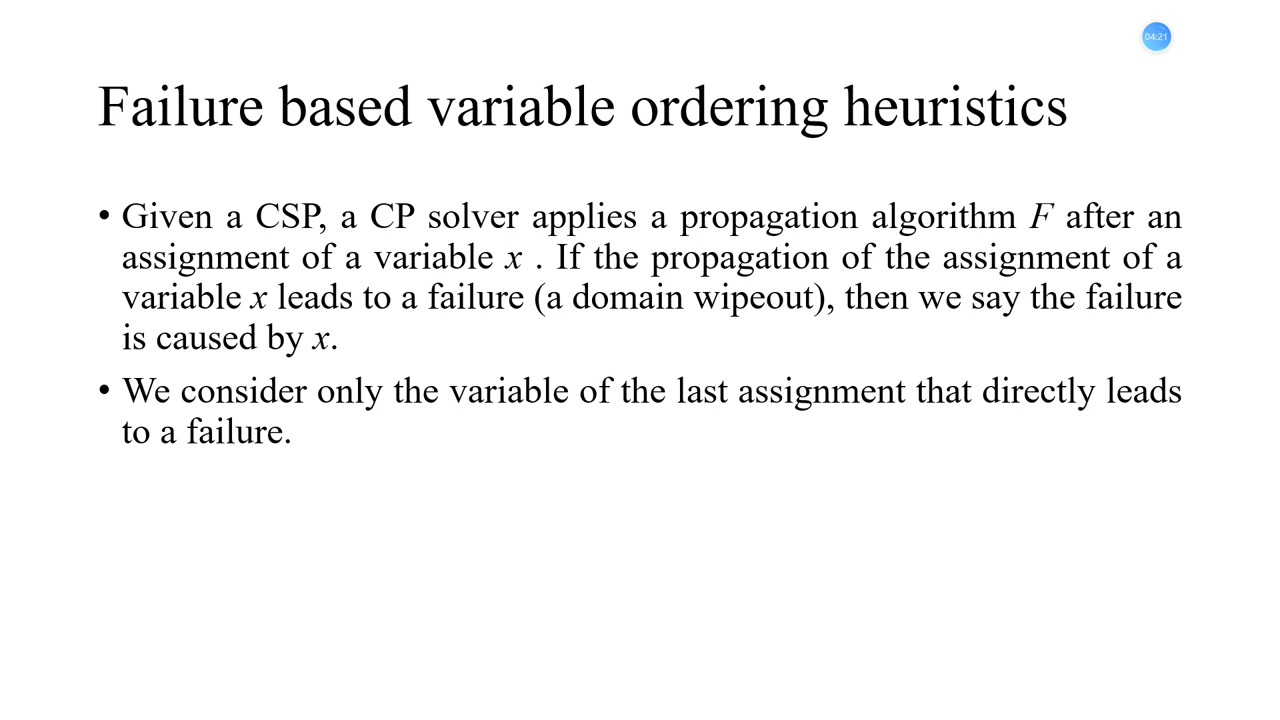 04:21
Failure based variable ordering heuristics
• Given a CSP, a CP solver applies a propagation algorithm F after an
assignment of a variable x . If the propagation of the assignment of a
variable x leads to a failure (a domain wipeout), then we say the failure
is caused by x.
• We consider only the variable of the last assignment that directly leads
to a failure.